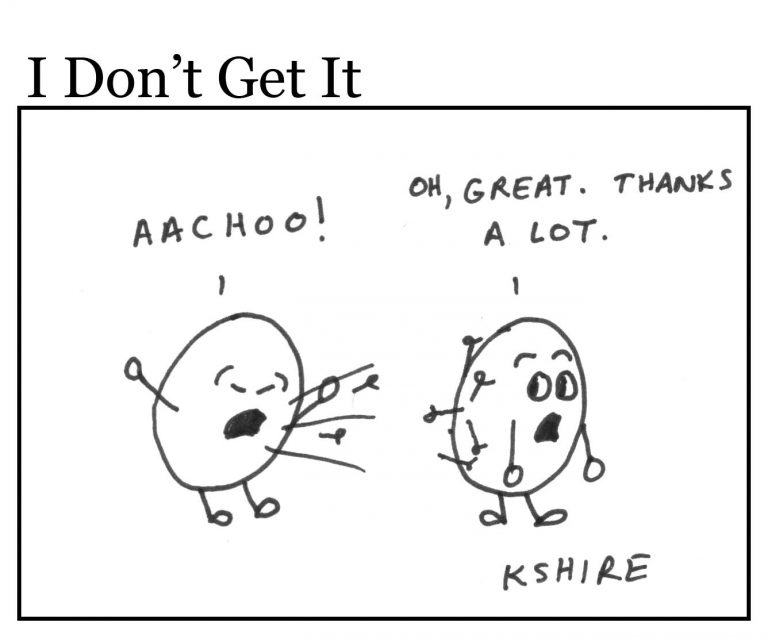 I Don't Get It
AACHOO!
OH, GREAT. THANKS
A LOT.
KSHIRE